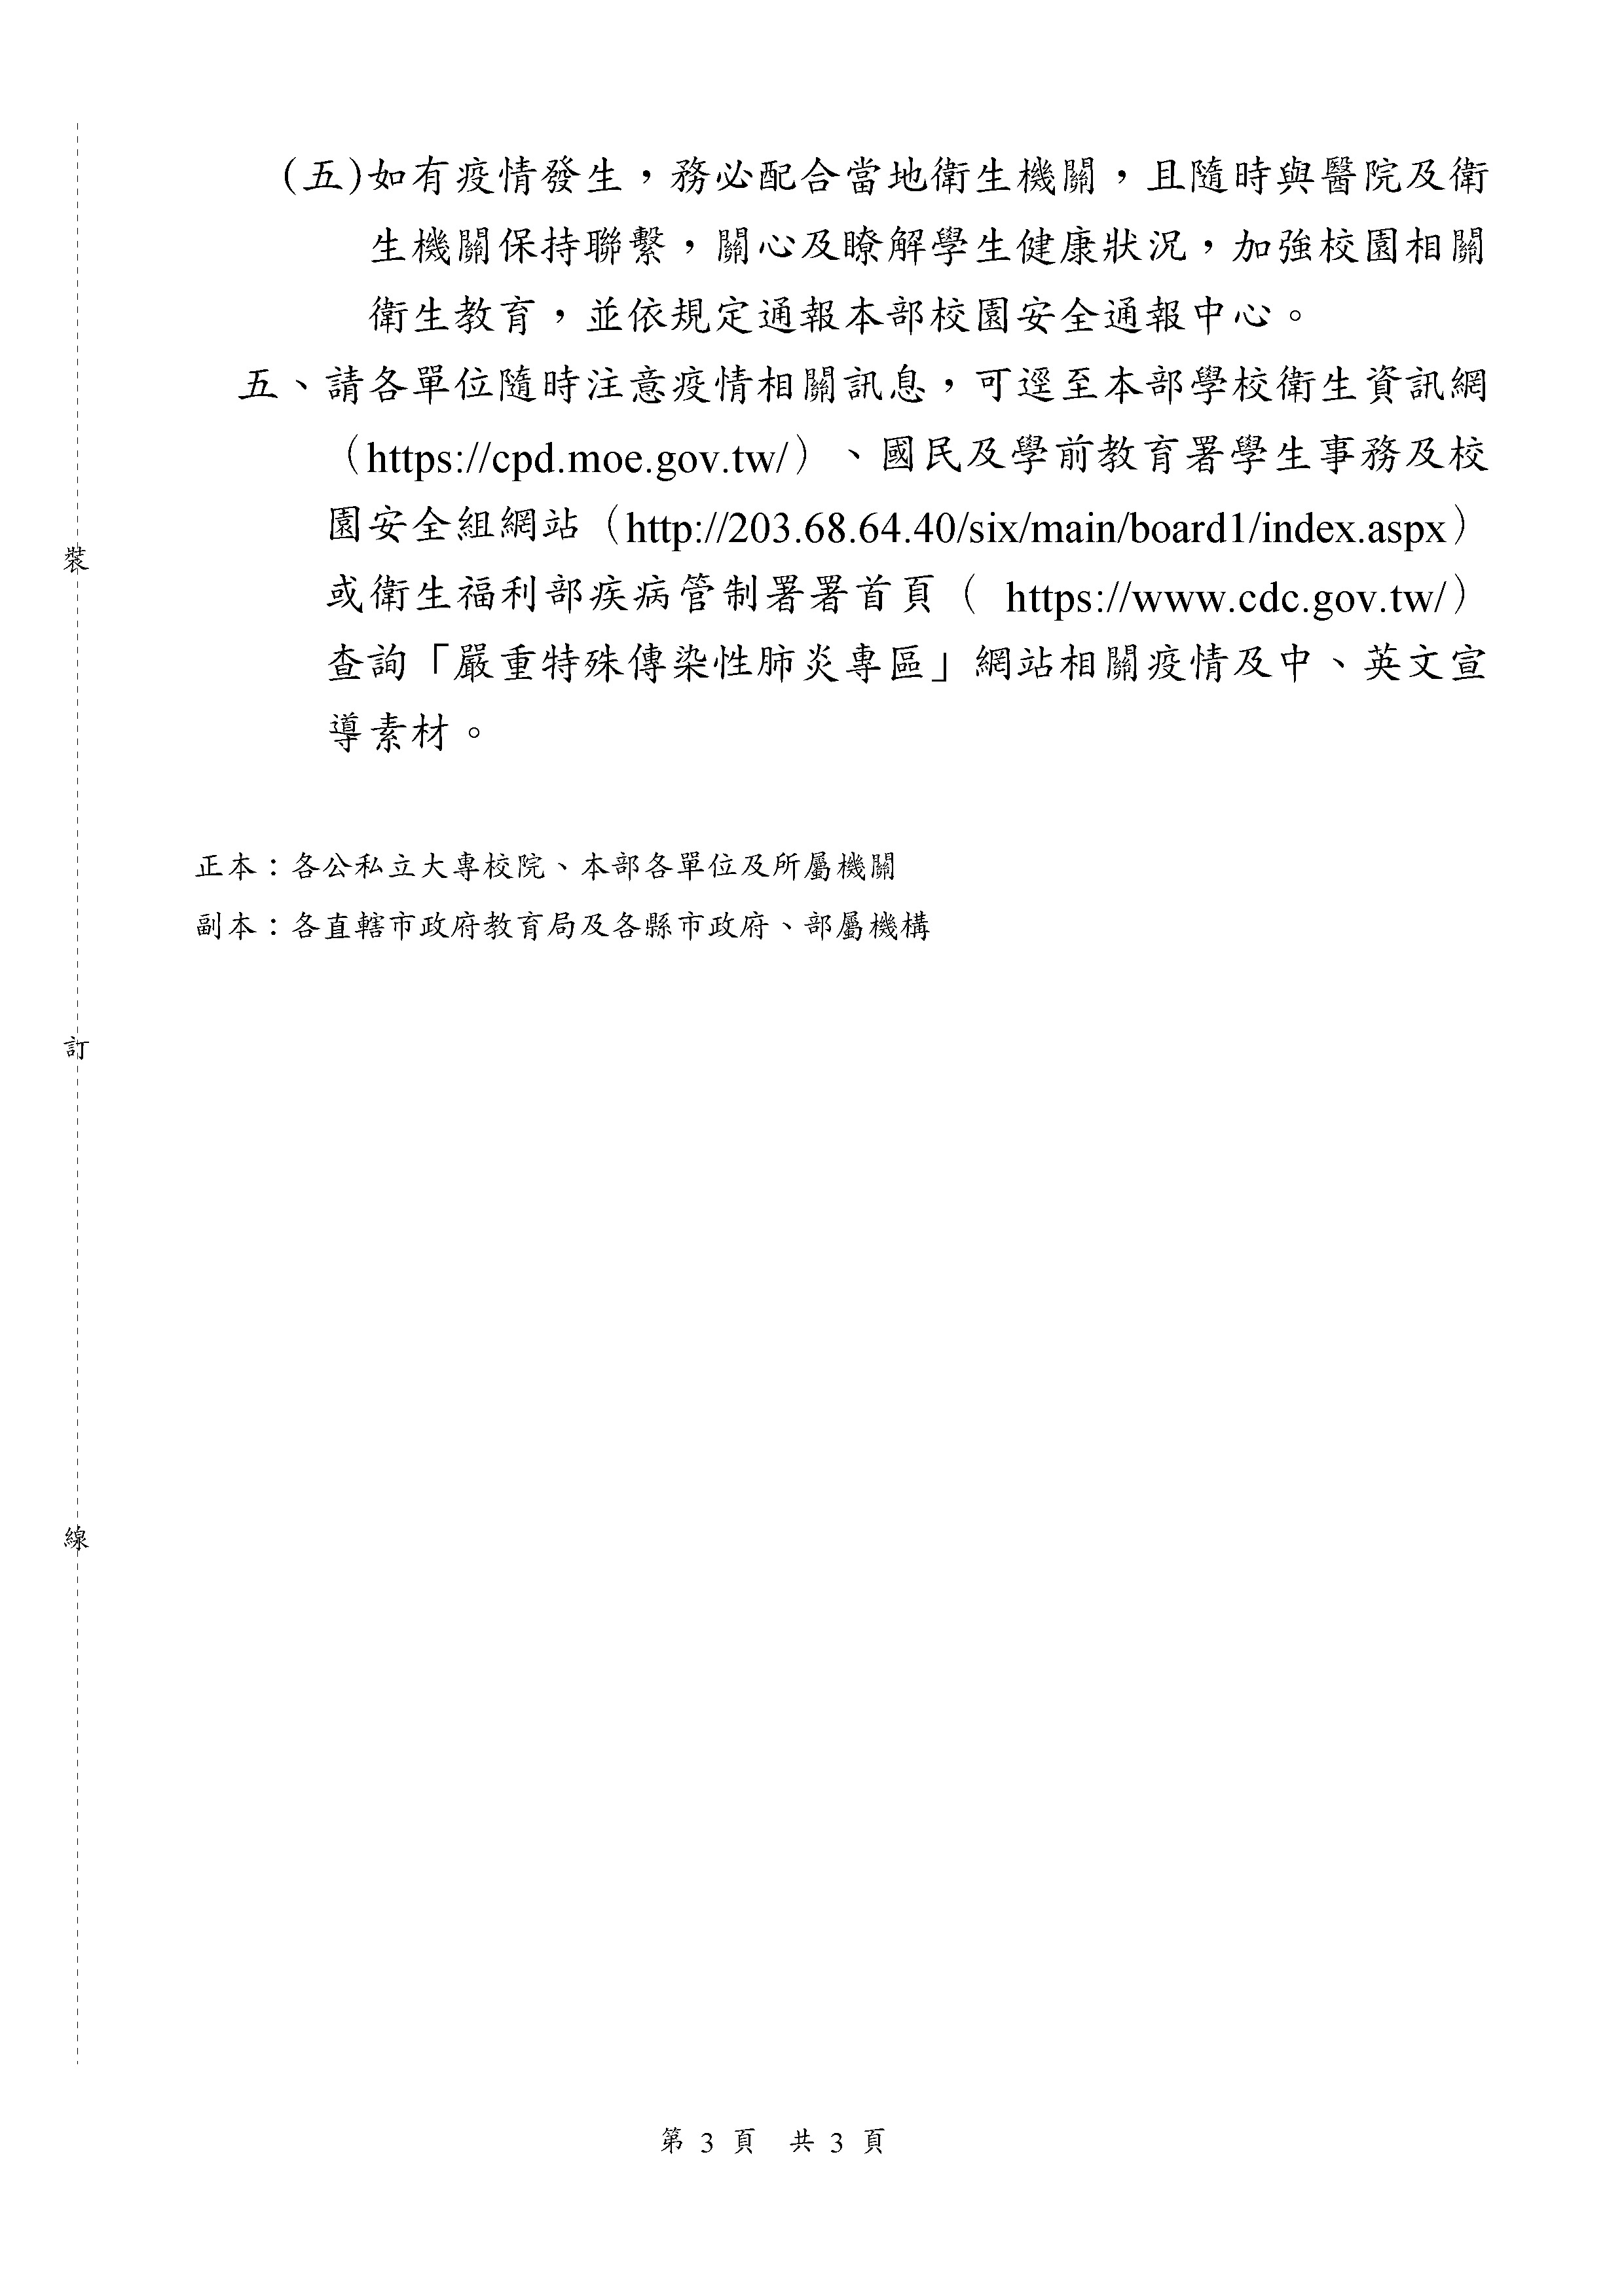 (五)如有疫情發生，務必配合當地衛生機關，且隨時與醫院及衛
生機關保持聯繫，關心及瞭解學生健康狀況，加強校園相關
衛生教育，並依規定通報本部校園安全通報中心。
五、請各單位隨時注意疫情相關訊息，可逕至本部學校衛生資訊網
（https://cpd.moe.gov.tw/）、國民及學前教育署學生事務及校
園安全組網站（http://203.68.64.40/six/main/board1/index.aspx）
或衛生福利部疾病管制署署首頁（ https://www.cdc.gov.tw/）
查詢「嚴重特殊傳染性肺炎專區」網站相關疫情及中、英文宣
導素材。
正本：各公私立大專校院、本部各單位及所屬機關
副本：各直轄市政府教育局及各縣市政府、部屬機構
裝
訂
線
第 3 頁 共 3 頁